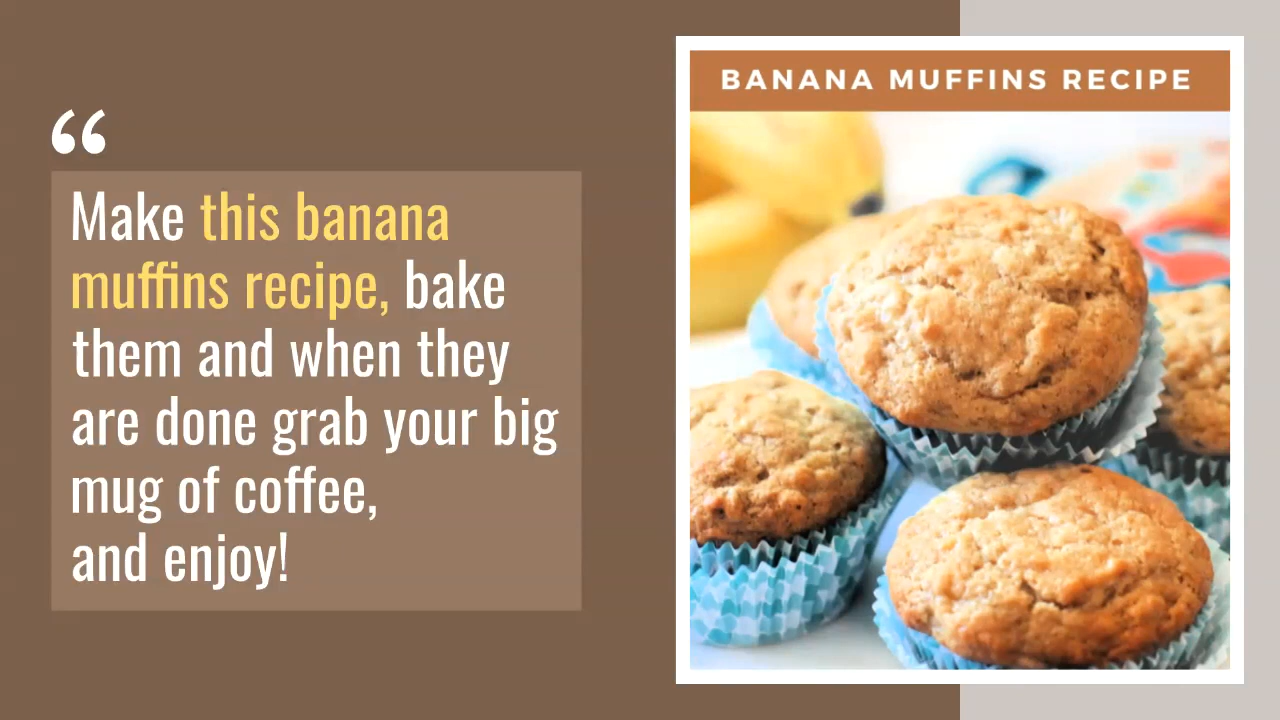 “
Make this banana
muffins recipe, bake
them and when they
are done grab your big
mug of coffee,
and enjoy!
BANANA MUFFINS RECIPE